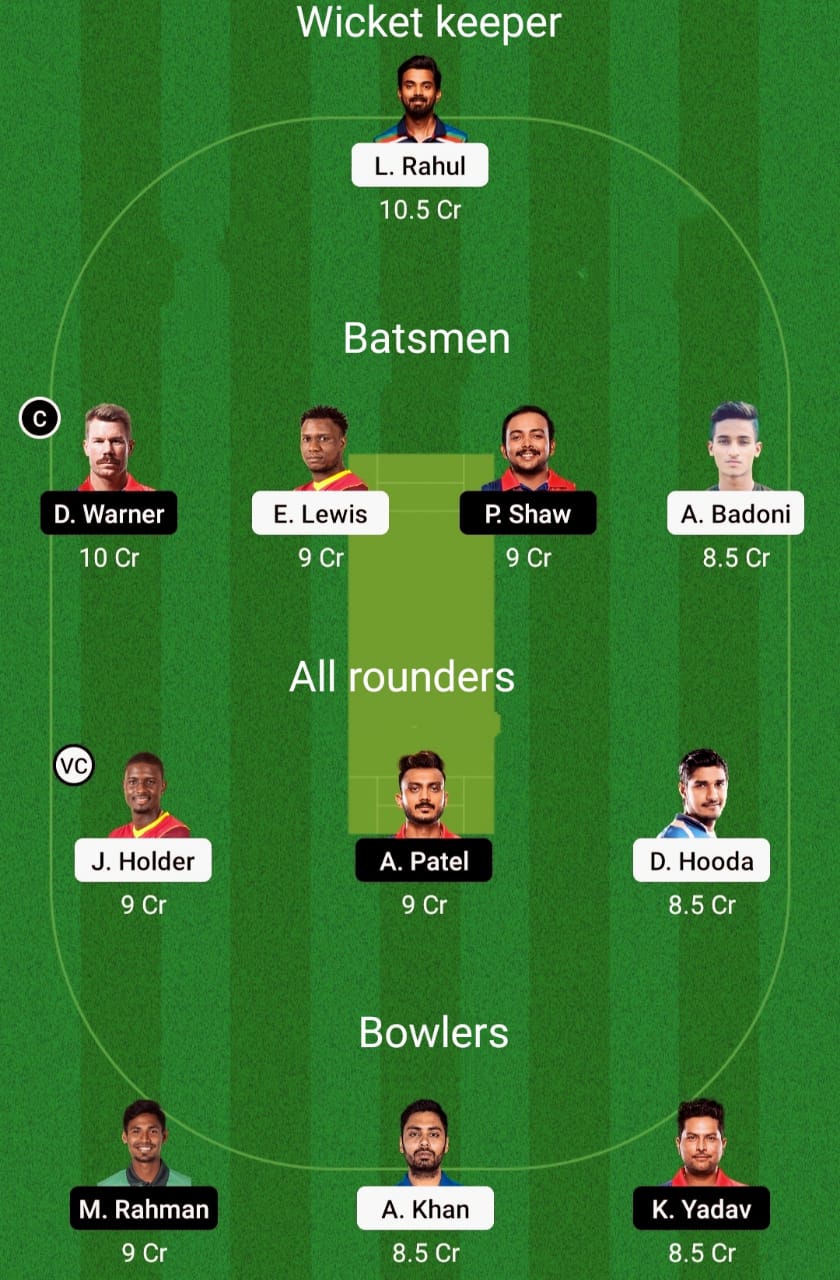 Wicket keeper
L. Rahul
10.5 Cr
Batsmen
C
D. Warner
E. Lewis
P. Shaw
A. Badoni
10 Cr
9 Cr
9 Cr
8.5 Cr
All rounders
VC
J. Holder
A. Patel
D. Hooda
9 Cr
9 Cr
8.5 Cr
Bowlers
M. Rahman
A. Khan
K. Yadav
9 Cr
8.5 Cr
8.5 Cr